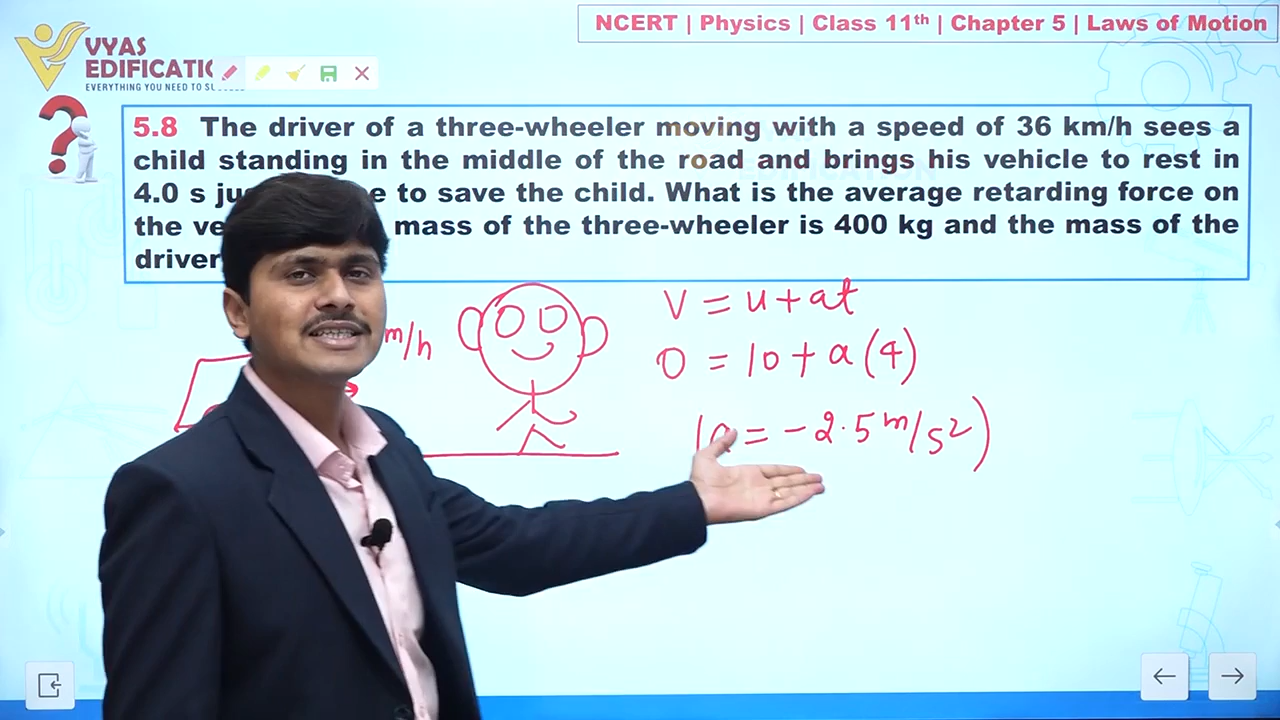 NCERT | Physics | Class 11th | Chapter 5 | Laws of Motion
VYAS
EDIFICATIO
EVERYTHING YOU NEED TO
5.8 The driver of a three-wheeler moving with a speed of 36 km/h sees a
child standing in the middle of the road and brings his vehicle to rest in
4.0 s to save the child. What is the average retarding force on
the mass of the three-wheeler is 400 kg and the mass of the
driver
m/h
V = u + at
0 = 10 + a (4)
a = -2.5 m/s²